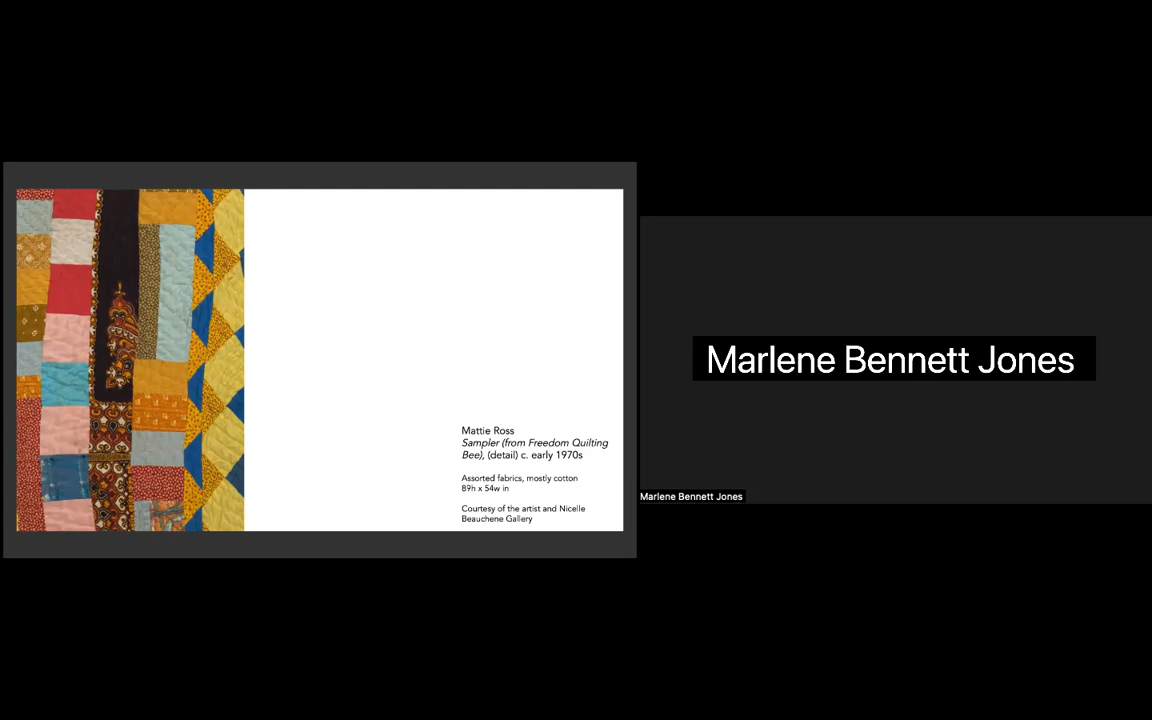 Mattie Ross
Sampler (from Freedom Quilting
Bee), (detail) c. early 1970s
Assorted fabrics, mostly cotton
89h x 54w in
Courtesy of the artist and Nicelle
Beauchene Gallery
Marlene Bennett Jones
Marlene Bennett Jones